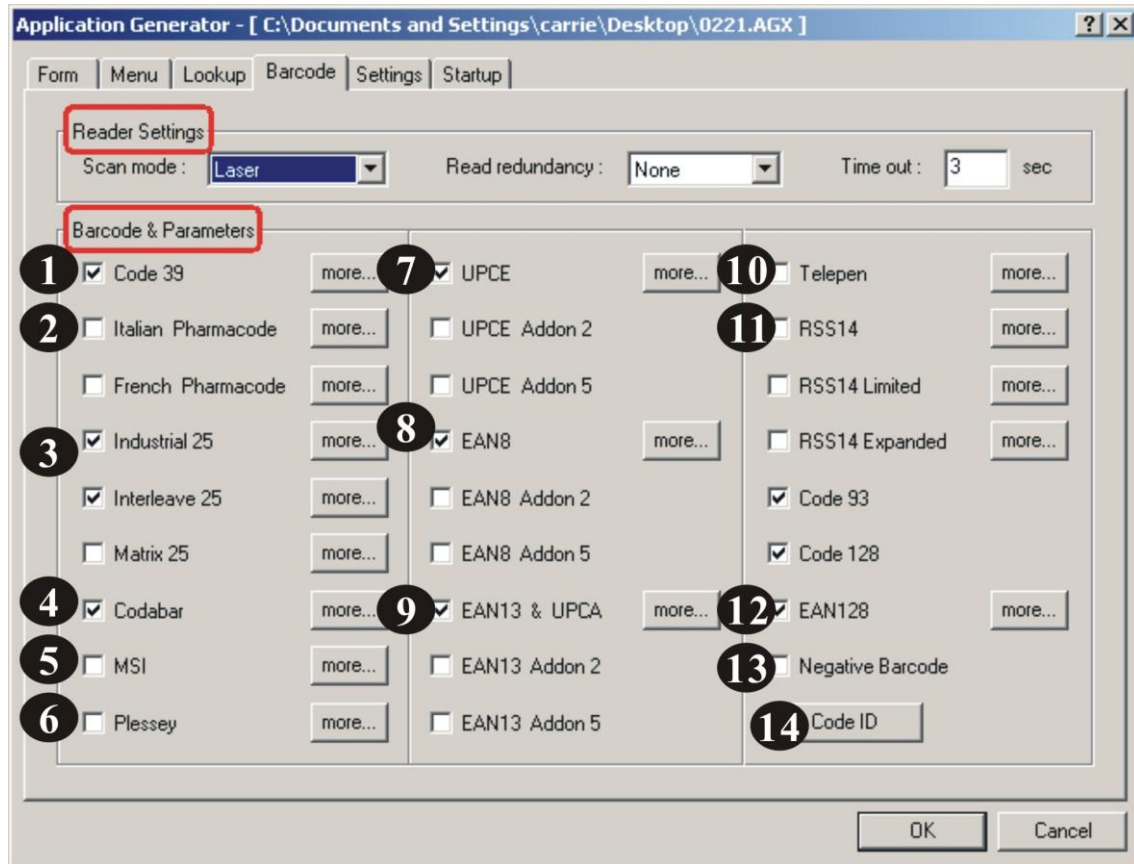 Application Generator - [ C:\Documents and Settings\carrie\Desktop\0221.AGX ] ? X
Form Menu Lookup Barcode Settings Startup
Reader Settings
Scan mode : Laser Read redundancy : None Time out : 3 sec
Barcode & Parameters
1 Code 39 more... 7 UPCE more... 10 Telepen more...
2 Italian Pharmacode more... UPCE Addon 2 11 RSS14 more...
French Pharmacode more... UPCE Addon 5 RSS14 Limited more...
3 Industrial 25 more... 8 EAN8 more... RSS14 Expanded more...
Interleave 25 more... EAN8 Addon 2 Code 93
Matrix 25 more... EAN8 Addon 5 Code 128
4 Codabar more... 9 EAN13 & UPCA more... 12 EAN128 more...
5 MSI more... EAN13 Addon 2 13 Negative Barcode
6 Plessey more... EAN13 Addon 5 14 Code ID
OK Cancel